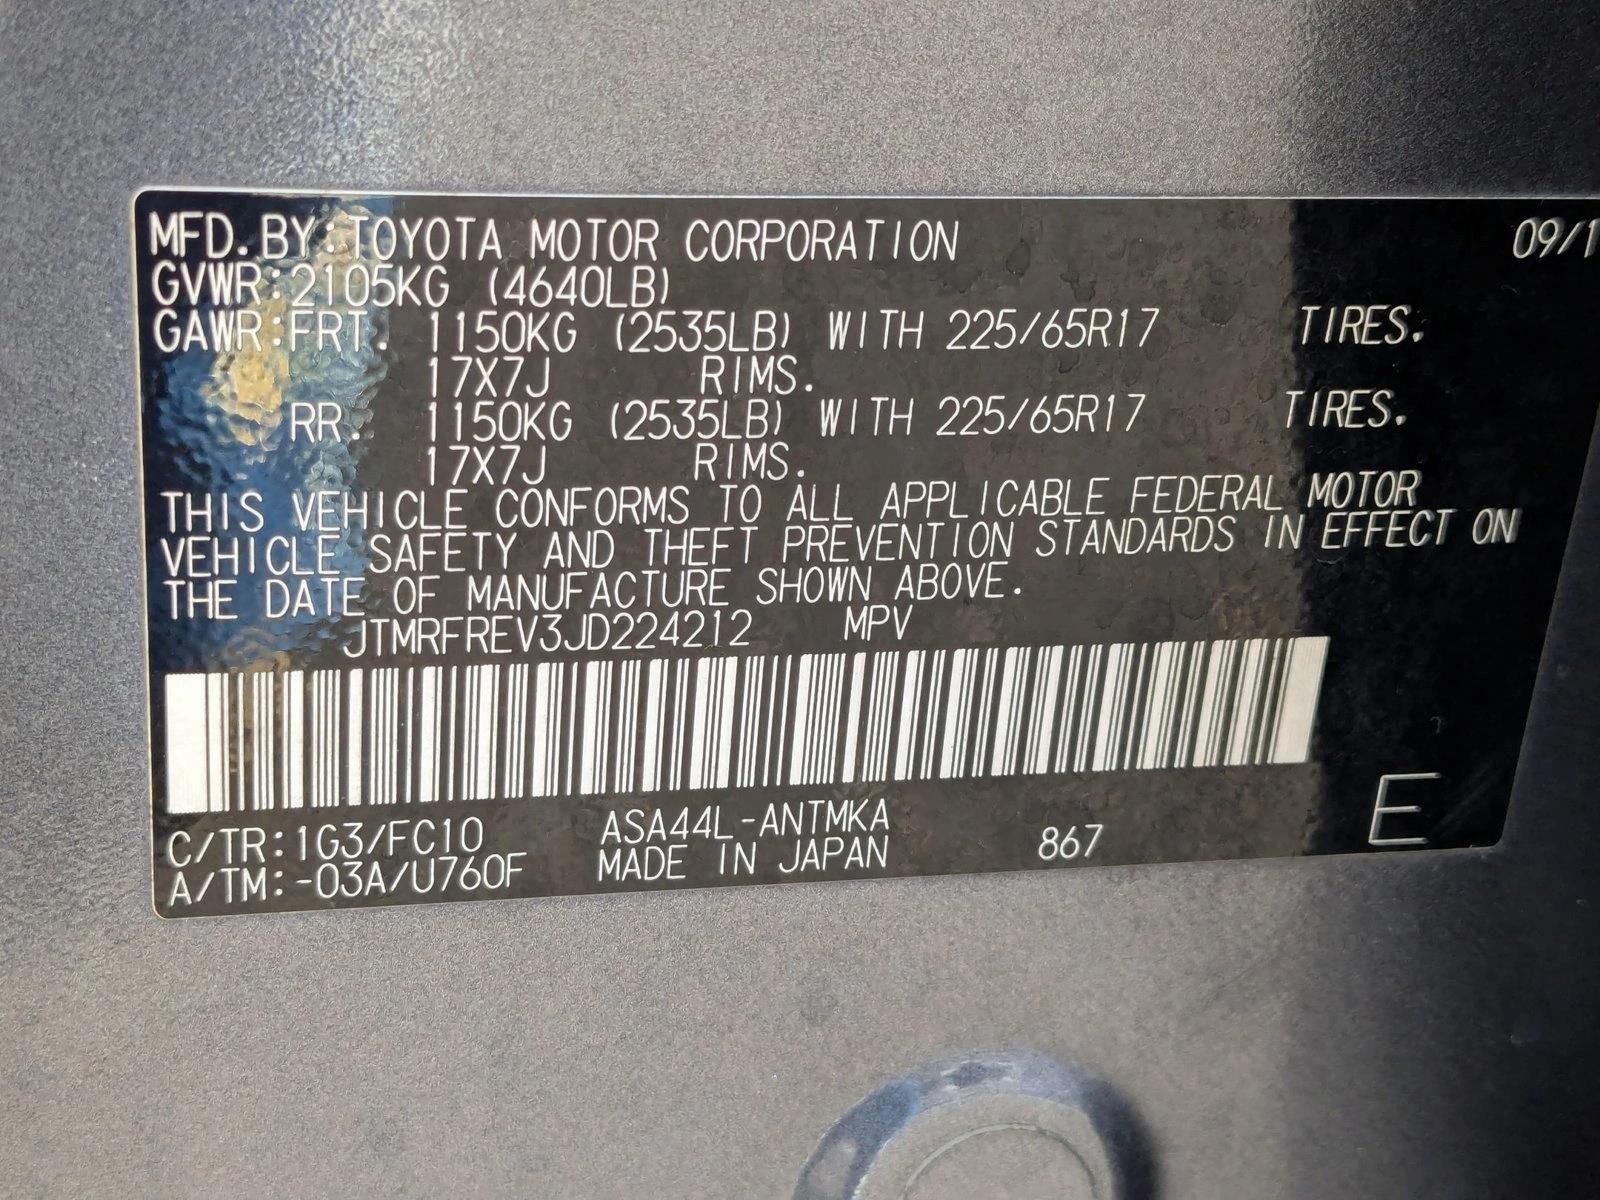 MFD.BY:TOYOTA MOTOR CORPORATION 09/1
GVWR:2105KG (4640LB)
GAWR:FRT. 1150KG (2535LB) WITH 225/65R17 TIRES.
17X7J RIMS.
RR. 1150KG (2535LB) WITH 225/65R17 TIRES.
17X7J RIMS.
THIS VEHICLE CONFORMS TO ALL APPLICABLE FEDERAL MOTOR
VEHICLE SAFETY AND THEFT PREVENTION STANDARDS IN EFFECT ON
THE DATE OF MANUFACTURE SHOWN ABOVE.
JTMRFREV3JD224212 MPV
C/TR:1G3/FC10 ASA44L-ANTMKA 867 E
A/TM:-03A/U760F MADE IN JAPAN